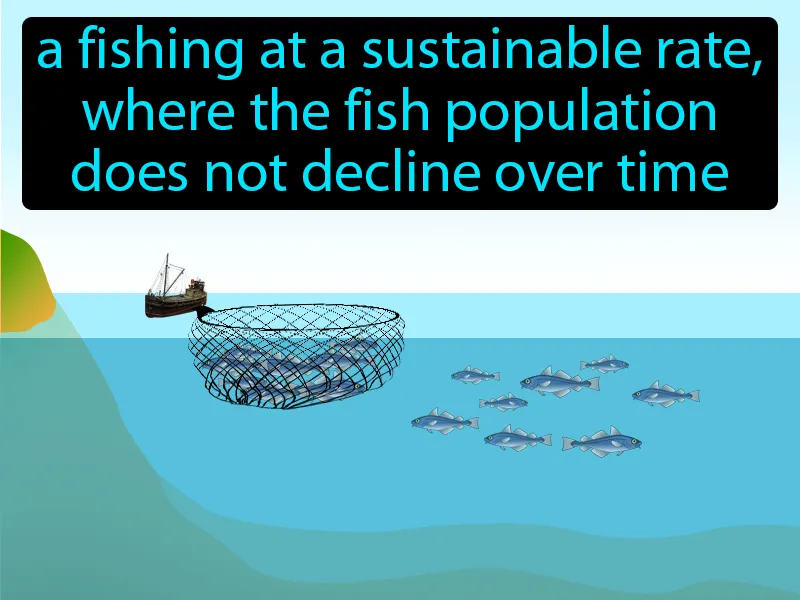 a fishing at a sustainable rate,
where the fish population
does not decline over time